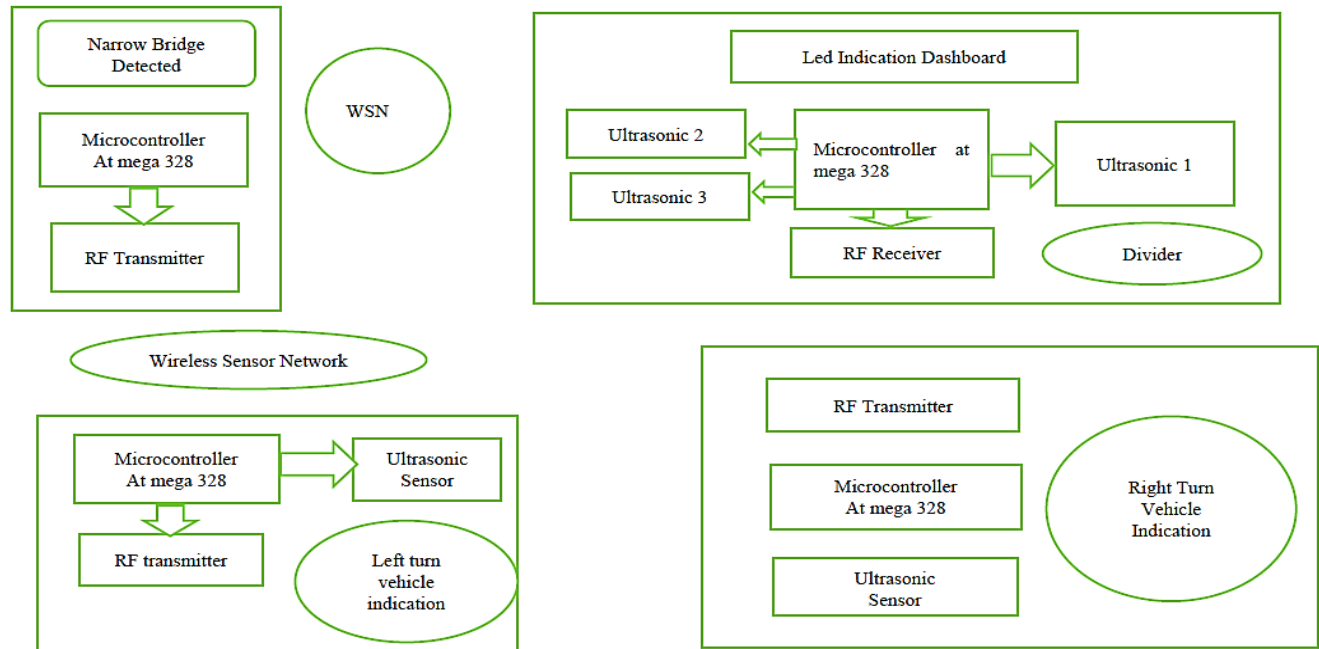 Narrow Bridge
Detected
Microcontroller
At mega 328
RF Transmitter
WSN
Led Indication Dashboard
Ultrasonic 2
Ultrasonic 3
Microcontroller at
mega 328
Ultrasonic 1
RF Receiver
Divider
Wireless Sensor Network
Microcontroller
At mega 328
Ultrasonic
Sensor
RF transmitter
Left turn
vehicle
indication
RF Transmitter
Microcontroller
At mega 328
Ultrasonic
Sensor
Right Turn
Vehicle
Indication